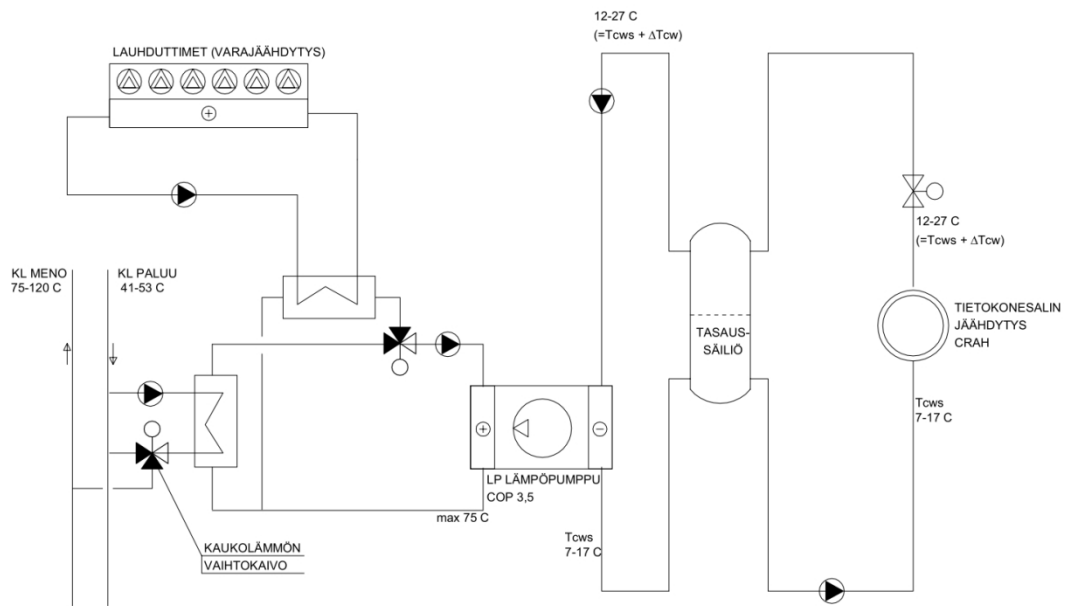 12-27 C
(=Tcws + ΔTcw)
LAUHDUTTIMET (VARAJÄÄHDYTYS)
12-27 C
(=Tcws + ΔTcw)
KL MENO
75-120 C
KL PALUU
41-53 C
TASAUS-
SÄILIÖ
TIETOKONESALIN
JÄÄHDYTYS
CRAH
Tcws
7-17 C
LP LÄMPÖPUMPPU
COP 3,5
max 75 C
Tcws
7-17 C
KAUKOLÄMMÖN
VAIHTOKAIVO